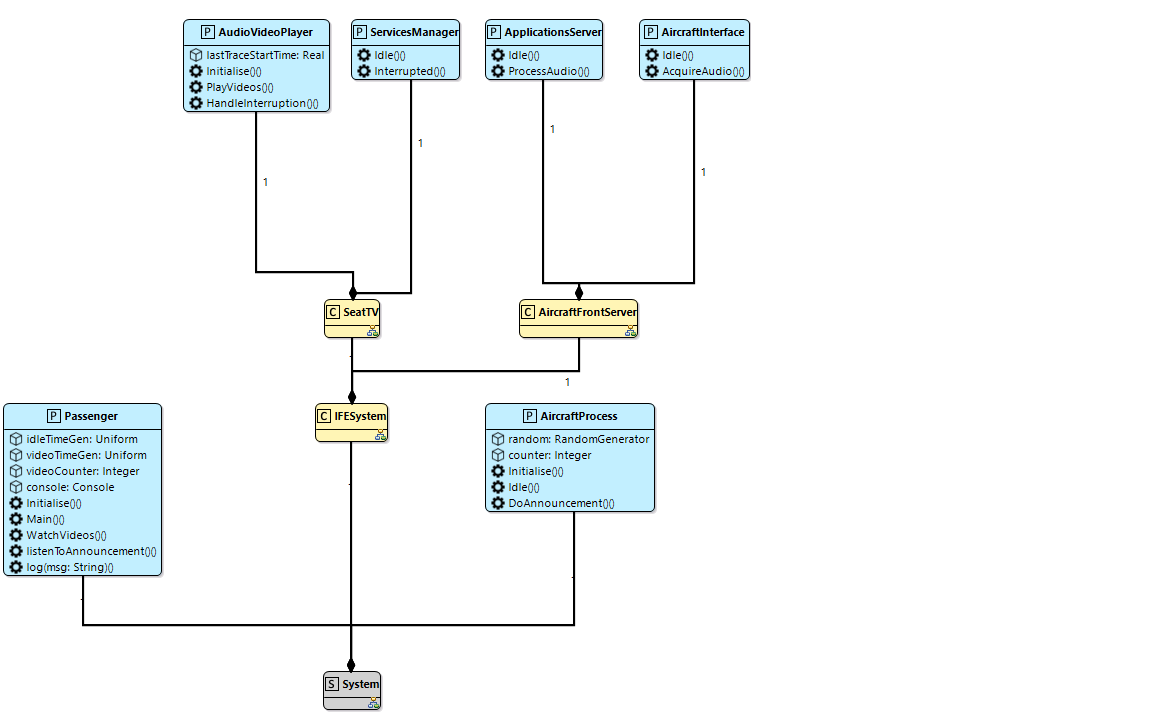 P AudioVideoPlayer
lastTraceStartTime: Real
Initialise()()
PlayVideos()()
HandleInterruption()()
P ServicesManager
Idle()()
Interrupted()()
P ApplicationsServer
Idle()()
ProcessAudio()()
P AircraftInterface
Idle()()
AcquireAudio()()
1
1
1
1
C SeatTV
C AircraftFrontServer
1
P Passenger
idleTimeGen: Uniform
videoTimeGen: Uniform
videoCounter: Integer
console: Console
Initialise()()
Main()()
WatchVideos()()
listenToAnnouncement()()
log(msg: String)()
C IFESystem
P AircraftProcess
random: RandomGenerator
counter: Integer
Initialise()()
Idle()()
DoAnnouncement()()
S System